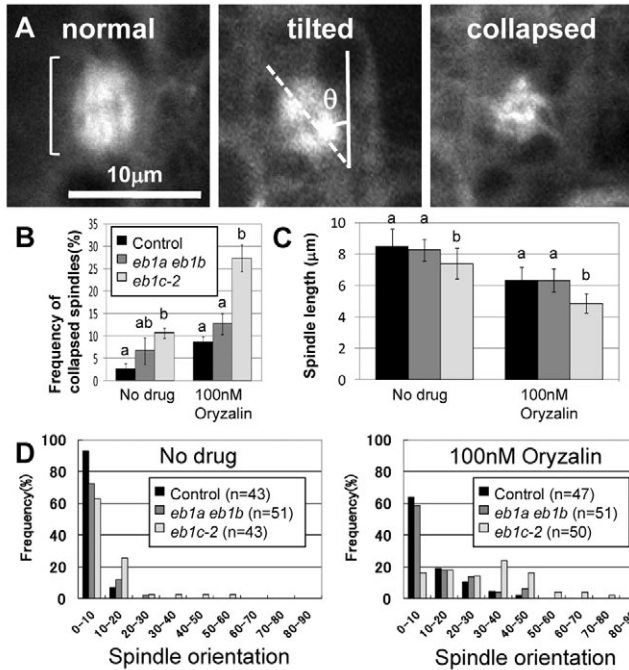 A
normal
tilted
collapsed
θ
10μm
B
Frequency of
collapsed spindles(%)
35
30
25
20
15
10
5
0
Control
eb1a eb1b
eb1c-2
a
ab
b
a
a
b
No drug
100nM
Oryzalin
C
Spindle length (μm)
10
8
6
4
2
0
a
a
b
a
a
b
No drug
100nM
Oryzalin
D
No drug
Frequency(%)
100
80
60
40
20
0
Control (n=43)
eb1a eb1b (n=51)
eb1c-2 (n=43)
0-10
10-20
20-30
30-40
40-50
50-60
60-70
70-80
80-90
Spindle orientation
100nM Oryzalin
Frequency(%)
100
80
60
40
20
0
Control (n=47)
eb1a eb1b (n=51)
eb1c-2 (n=50)
0-10
10-20
20-30
30-40
40-50
50-60
60-70
70-80
80-90
Spindle orientation